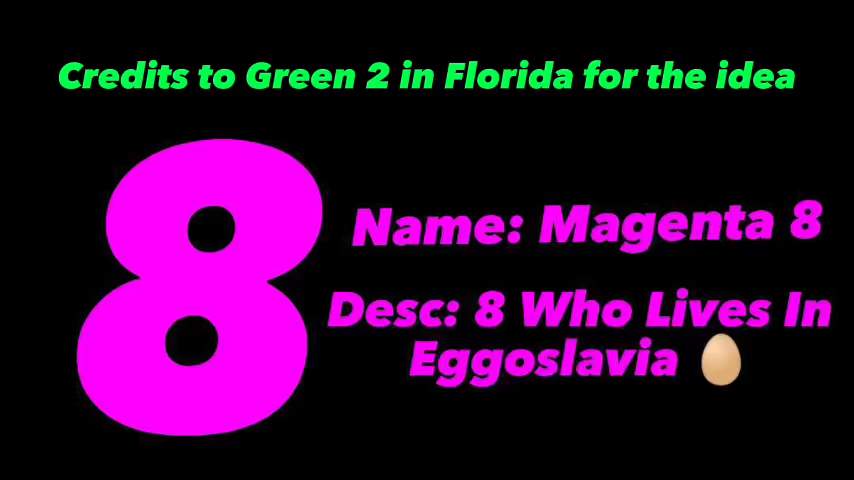 Credits to Green 2 in Florida for the idea
8
Name: Magenta 8
Desc: 8 Who Lives In
Eggoslavia 🥚